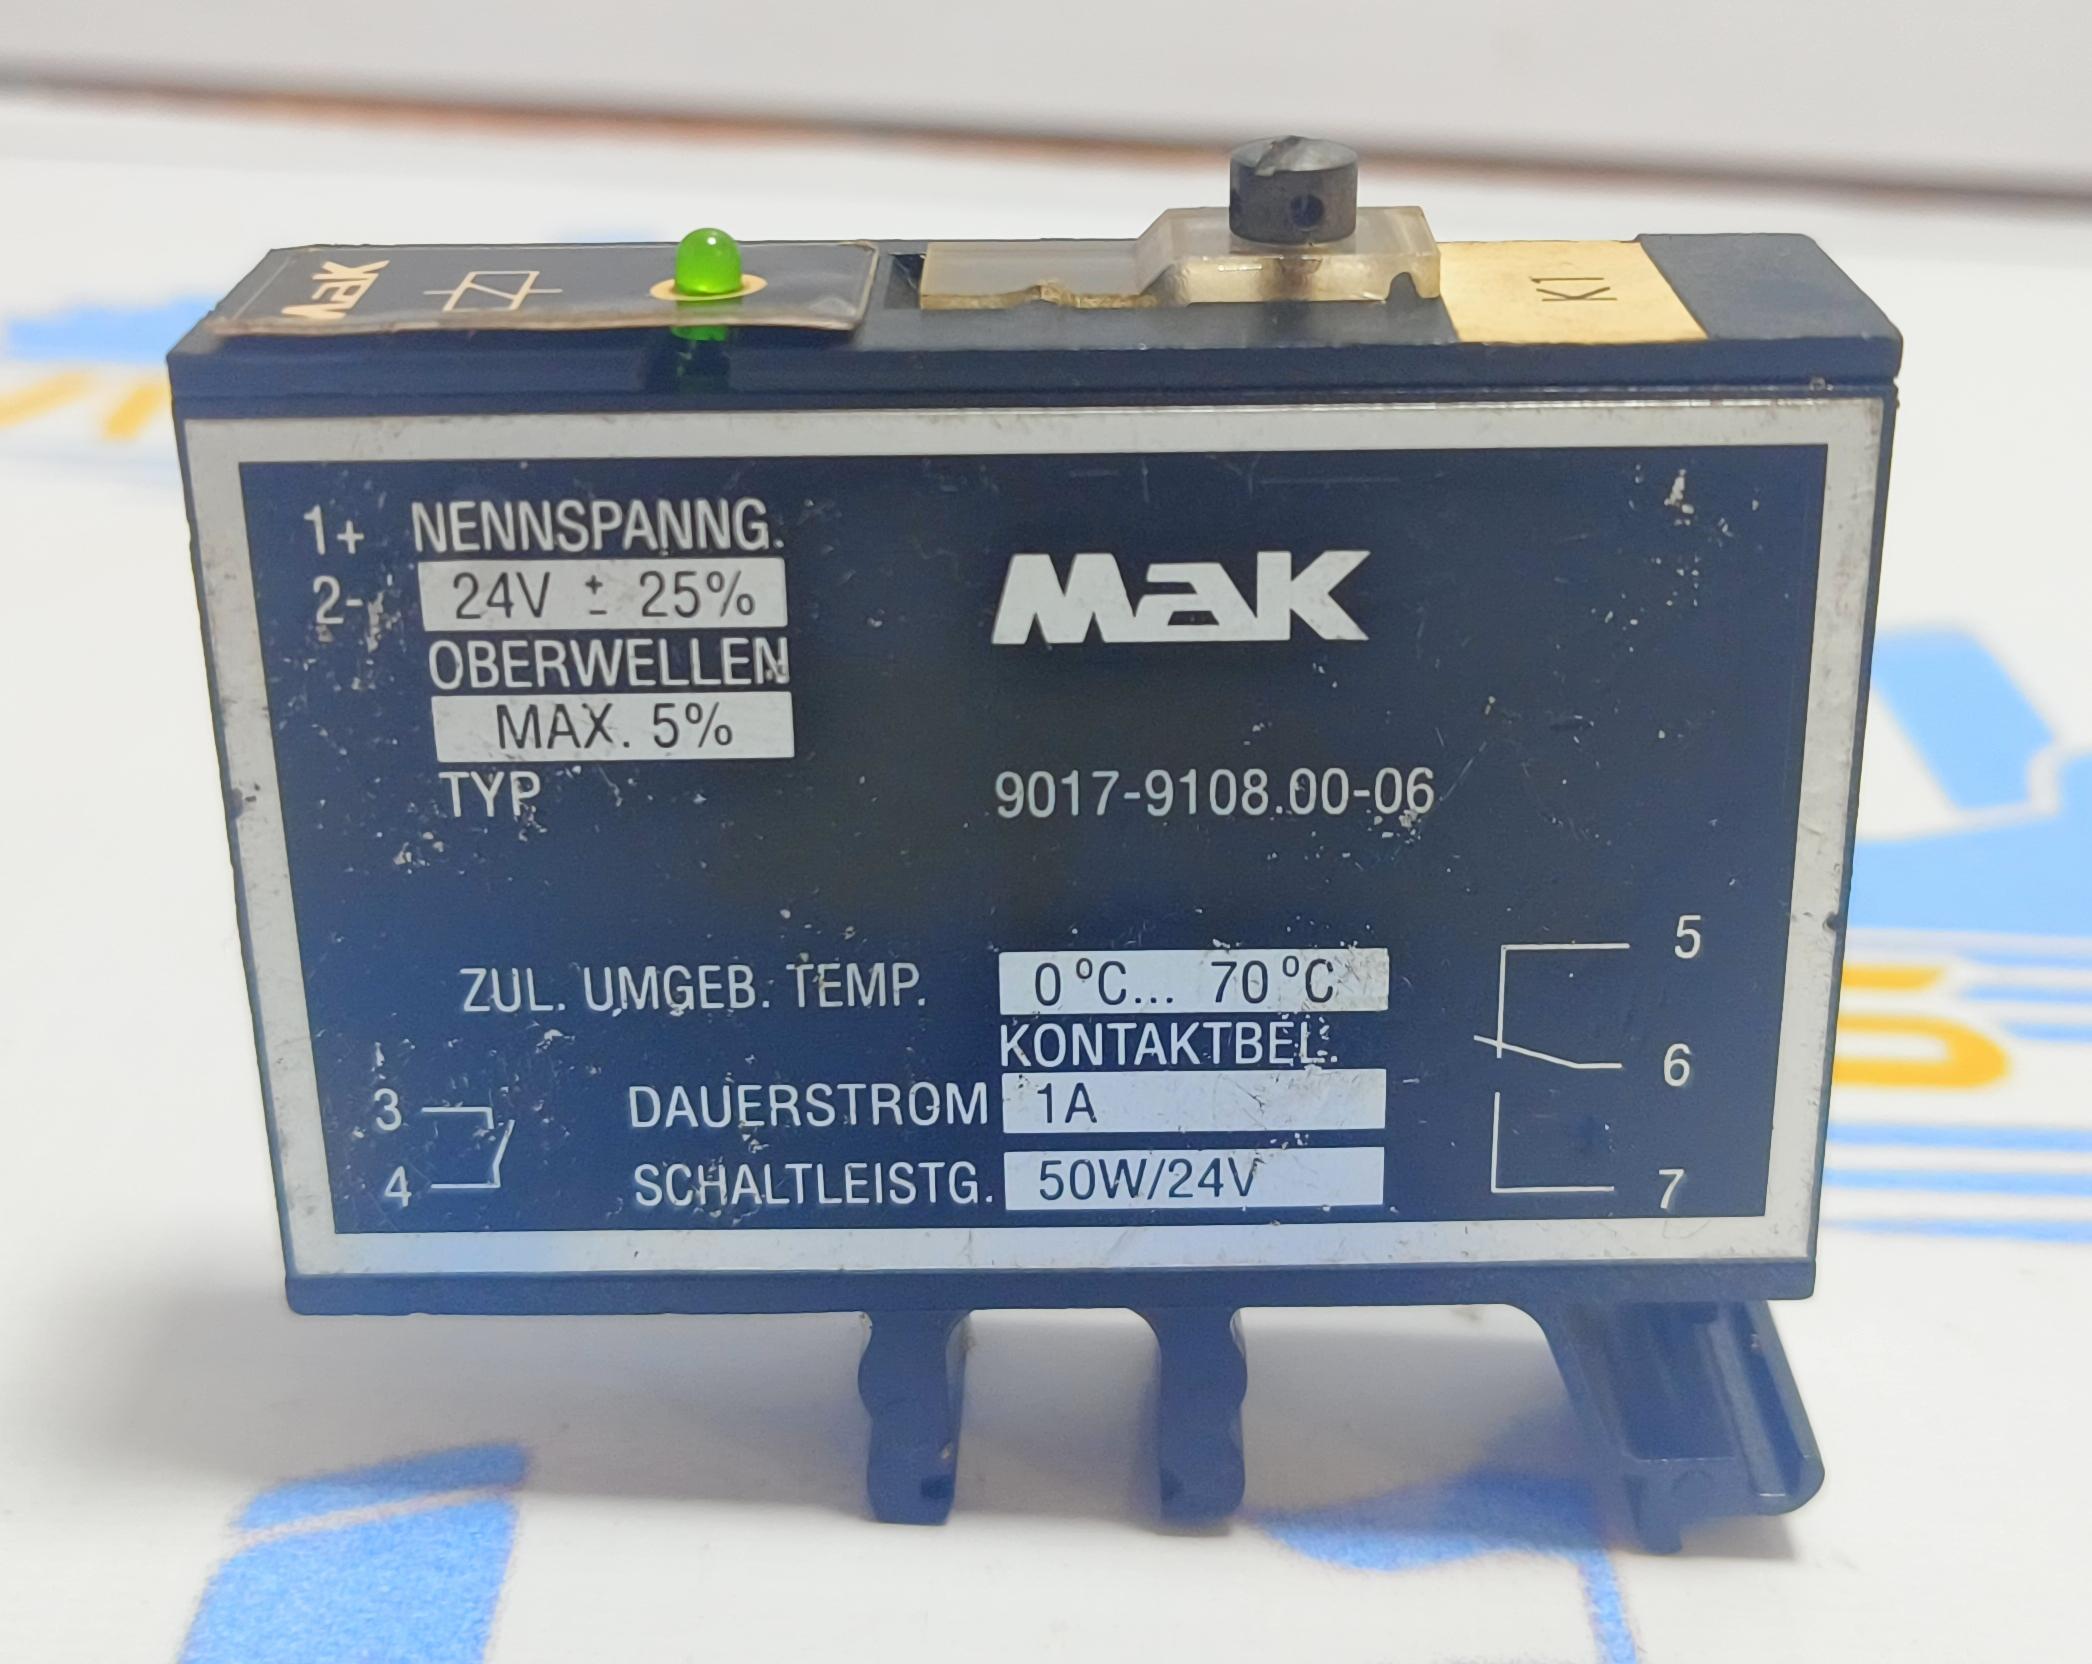 MaK
K1
1+ NENNSPANNG.
2- 24V ± 25%
MaK
OBERWELLEN
MAX. 5%
TYP 9017-9108.00-06
ZUL. UMGEB. TEMP. 0 °C... 70 °C
KONTAKTBEL.
DAUERSTROM 1A
SCHALTLEISTG. 50W/24V
3
4
5
6
7